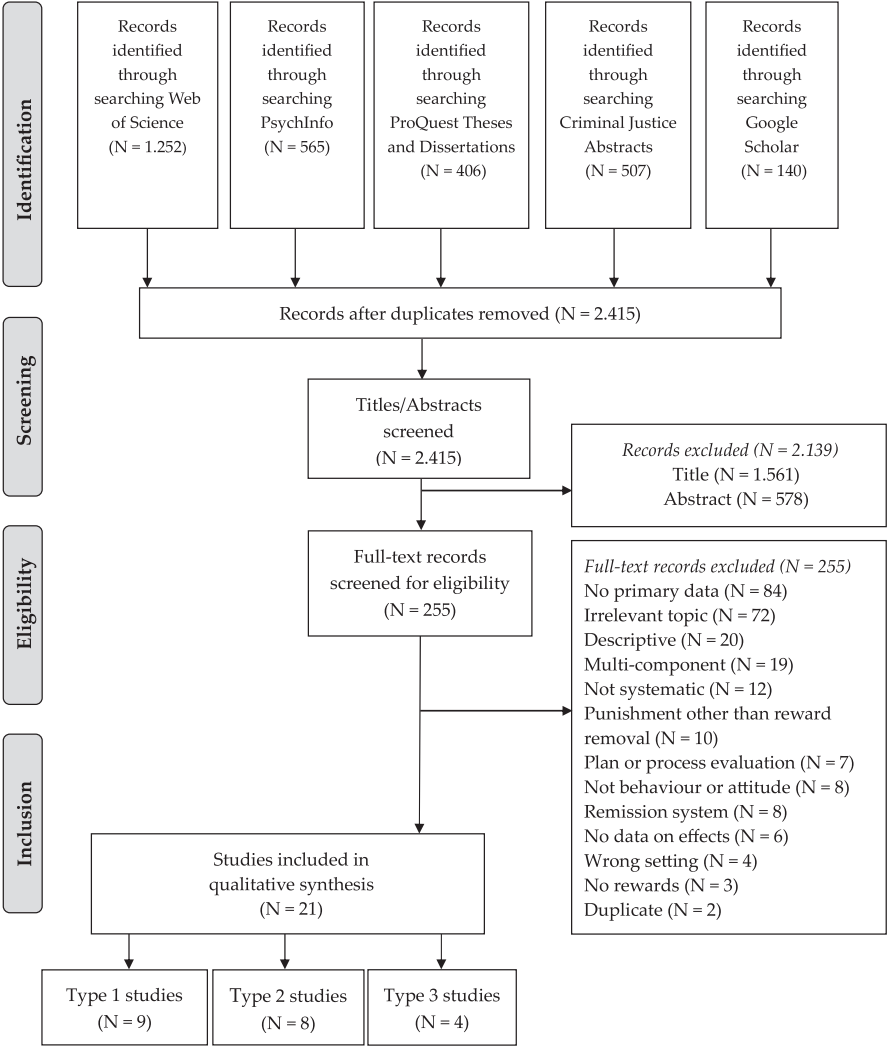 Identification
Records
identified
through
searching Web
of Science
(N = 1.252)
Records
identified
through
searching
PsychInfo
(N = 565)
Records
identified
through
searching
ProQuest Theses
and Dissertations
(N = 406)
Records
identified
through
searching
Criminal Justice
Abstracts
(N = 507)
Records
identified
through
searching
Google
Scholar
(N = 140)
Records after duplicates removed (N = 2.415)
Screening
Titles/Abstracts
screened
(N = 2.415)
Records excluded (N = 2.139)
Title (N = 1.561)
Abstract (N = 578)
Eligibility
Full-text records
screened for eligibility
(N = 255)
Full-text records excluded (N = 255)
No primary data (N = 84)
Irrelevant topic (N = 72)
Descriptive (N = 20)
Multi-component (N = 19)
Not systematic (N = 12)
Punishment other than reward
removal (N = 10)
Plan or process evaluation (N = 7)
Not behaviour or attitude (N = 8)
Remission system (N = 8)
No data on effects (N = 6)
Wrong setting (N = 4)
No rewards (N = 3)
Duplicate (N = 2)
Inclusion
Studies included in
qualitative synthesis
(N = 21)
Type 1 studies
(N = 9)
Type 2 studies
(N = 8)
Type 3 studies
(N = 4)